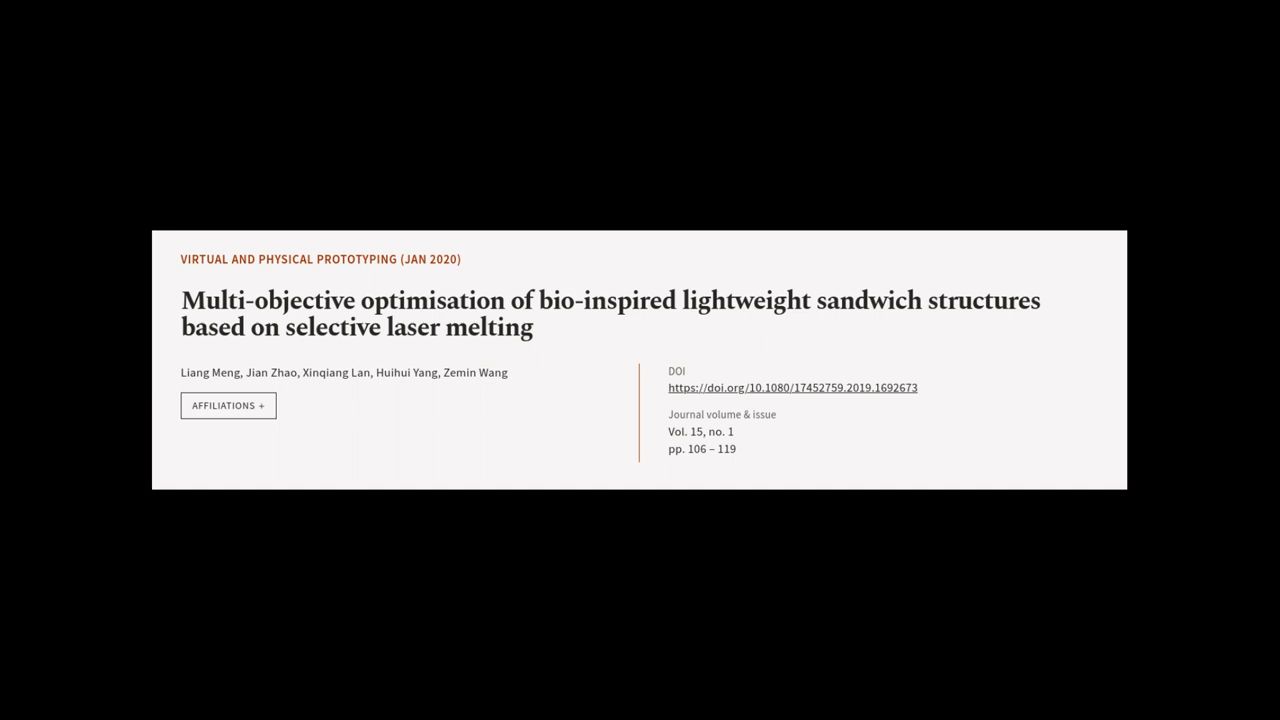 VIRTUAL AND PHYSICAL PROTOTYPING (JAN 2020)
Multi-objective optimisation of bio-inspired lightweight sandwich structures
based on selective laser melting
Liang Meng, Jian Zhao, Xinqiang Lan, Huihui Yang, Zemin Wang
AFFILIATIONS +
DOI
https://doi.org/10.1080/17452759.2019.1692673
Journal volume & issue
Vol. 15, no. 1
pp. 106 – 119